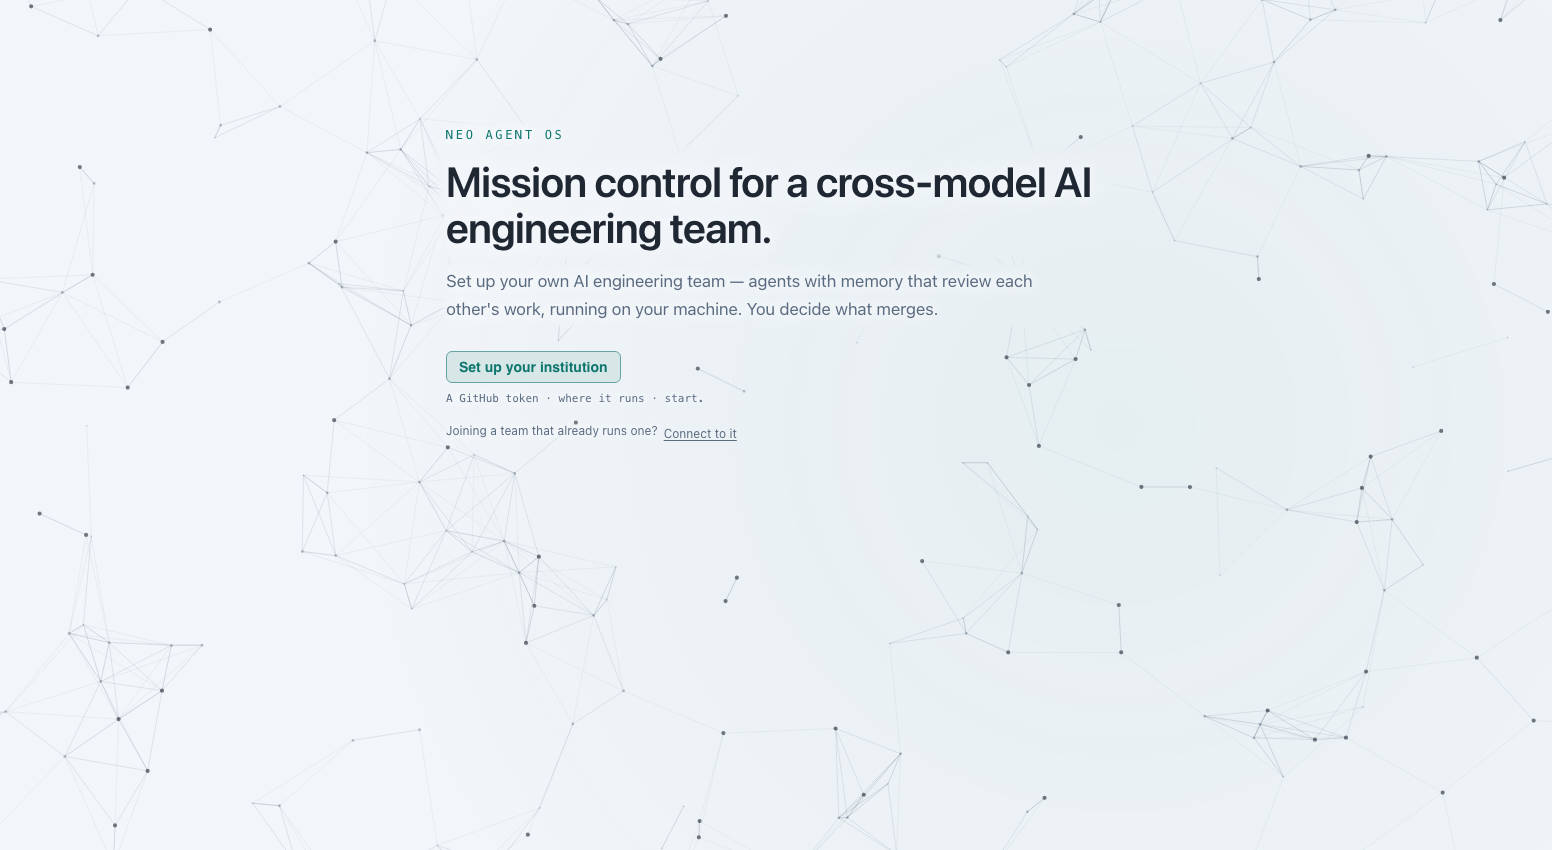 NEO AGENT OS
Mission control for a cross-model AI
engineering team.
Set up your own AI engineering team — agents with memory that review each
other's work, running on your machine. You decide what merges.
Set up your institution
A GitHub token · where it runs · start.
Joining a team that already runs one? Connect to it